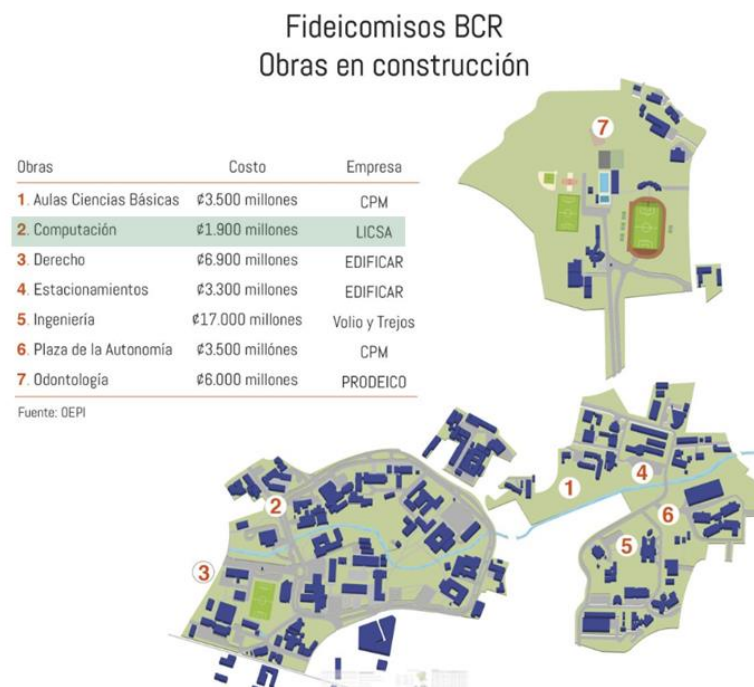 Fideicomisos BCR
Obras en construcción
Obras Costo Empresa
1. Aulas Ciencias Básicas ₡3.500 millones CPM
2. Computación ₡1.900 millones LICSA
3. Derecho ₡6.900 millones EDIFICAR
4. Estacionamientos ₡3.300 millones EDIFICAR
5. Ingeniería ₡17.000 millones Volio y Trejos
6. Plaza de la Autonomía ₡3.500 millónes CPM
7. Odontología ₡6.000 millones PRODEICO
Fuente: OEPI
7
1
4
2
6
5
3